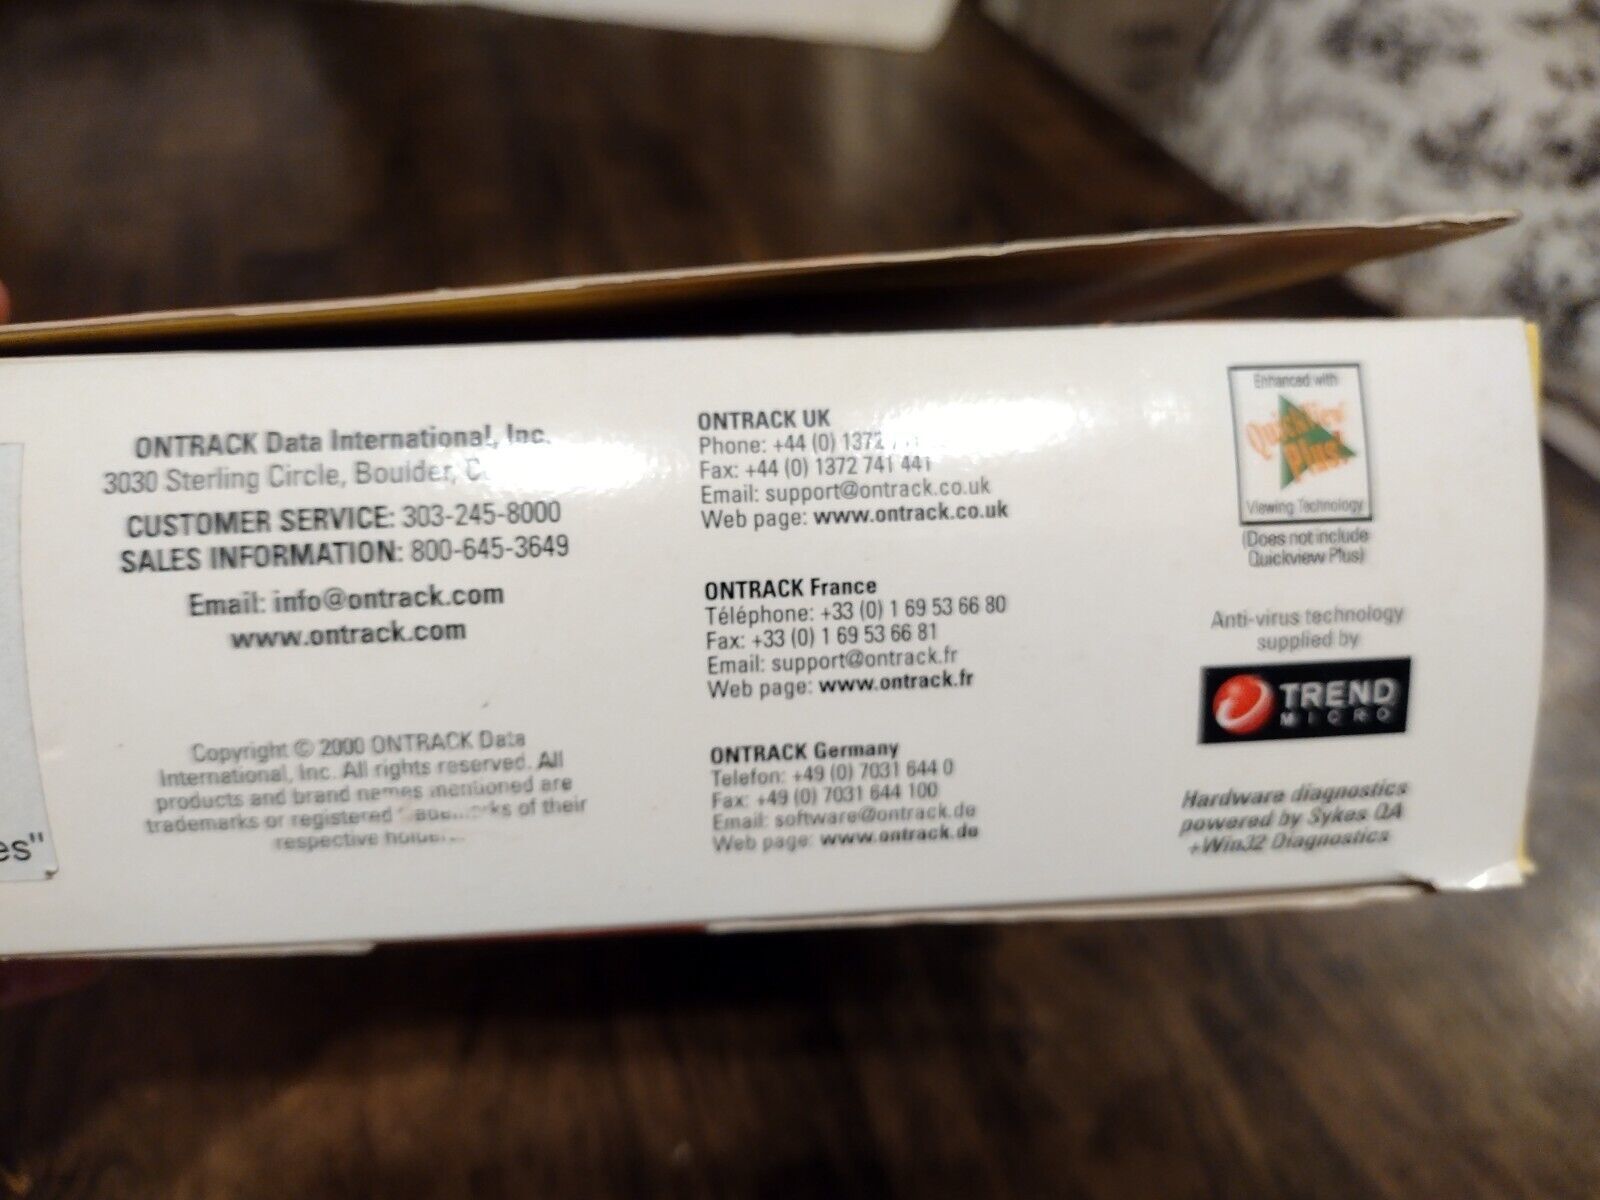 ONTRACK Data International, Inc.
3030 Sterling Circle, Boulder,
CUSTOMER SERVICE: 303-245-8000
SALES INFORMATION: 800-645-3649
Email: info@ontrack.com
www.ontrack.com
Copyright © 2000 ONTRACK Data
International, Inc. All rights reserved. All
products and brand names mentioned are
trademarks or registered of their
respective
es"
ONTRACK UK
Phone: +44 (0) 1372
Fax: +44 (0) 1372 741 441
Email: support@ontrack.co.uk
Web page: www.ontrack.co.uk
ONTRACK France
Téléphone: +33 (0) 1 69 53 66 80
Fax: +33 (0) 1 69 53 66 81
Email: support@ontrack.fr
Web page: www.ontrack.fr
ONTRACK Germany
Telefon: +49 (0) 7031 644 0
Fax: +49 (0) 7031 644 100
Email: software@ontrack.de
Web page: www.ontrack.de
Enhanced with
QuickView
Plus!
Viewing Technology
(Does not include
Quickview Plus)
Anti-virus technology
supplied by
TREND
MICRO
Hardware diagnostics
powered by Sykes QA
+Win32 Diagnostics